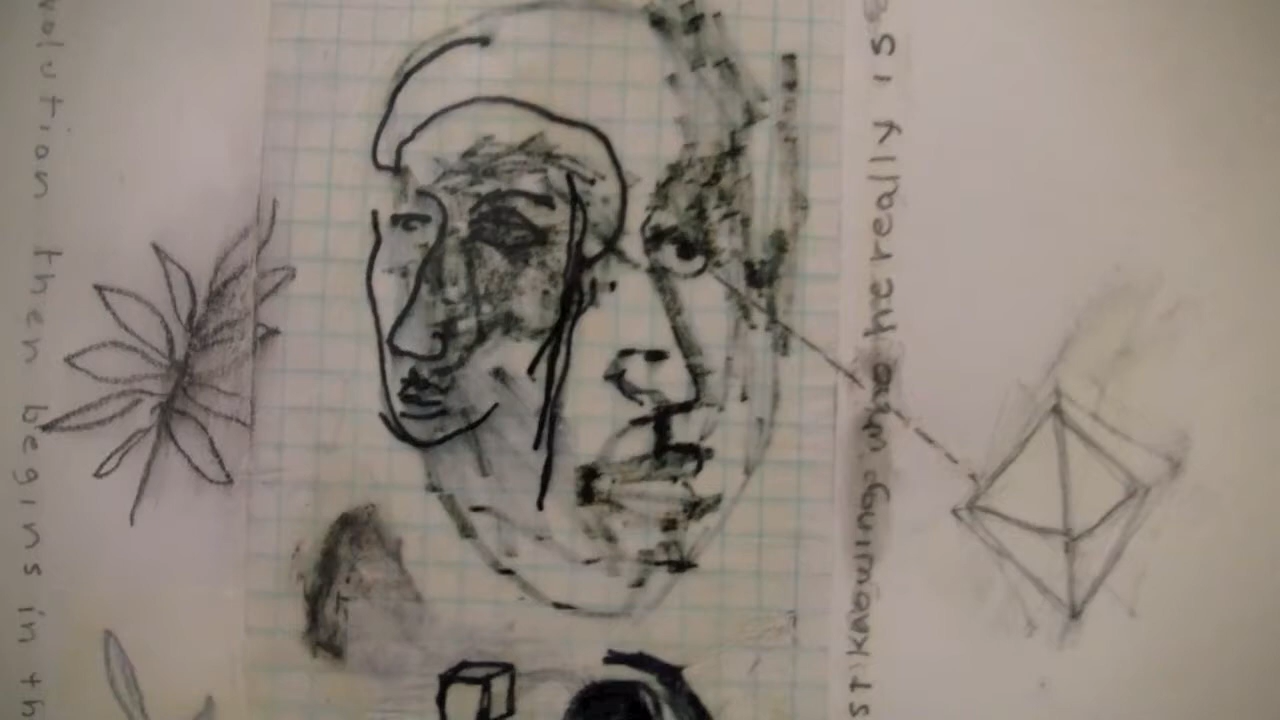 volution then begins in th
st knowing who he really is